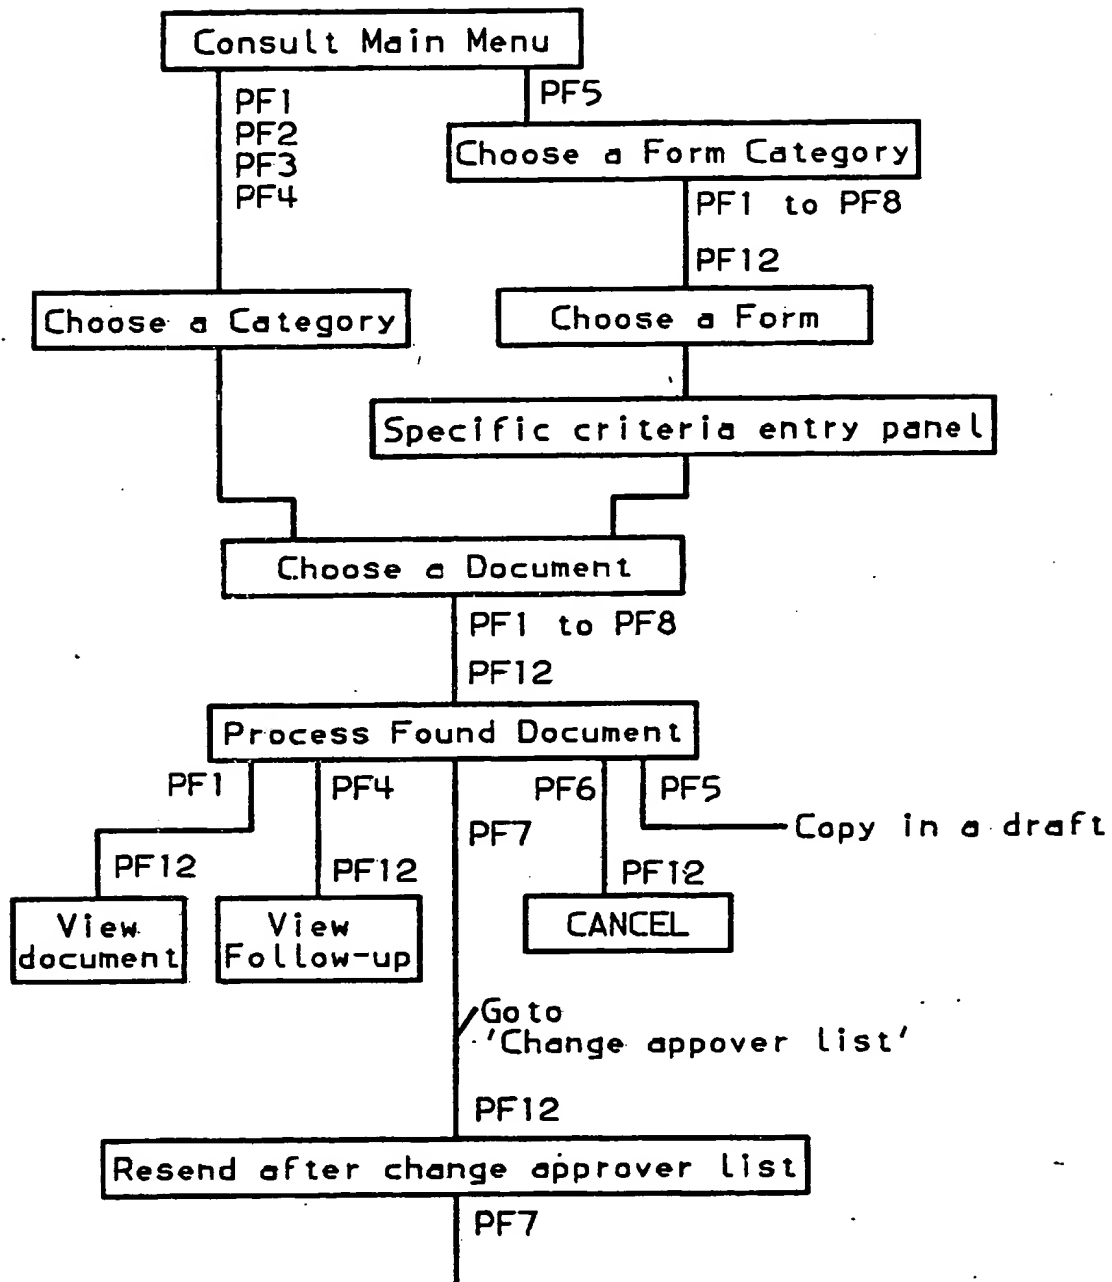 Consult Main Menu
PF1
PF2
PF3
PF4
PF5
Choose a Form Category
PF1 to PF8
PF12
Choose a Category
Choose a Form
Specific criteria entry panel
Choose a Document
PF1 to PF8
PF12
Process Found Document
PF1
PF4
PF7
PF6
PF5
Copy in a draft
PF12
PF12
PF12
View
document
View
Follow-up
CANCEL
Goto
'Change appover list'
PF12
Resend after change approver list
PF7